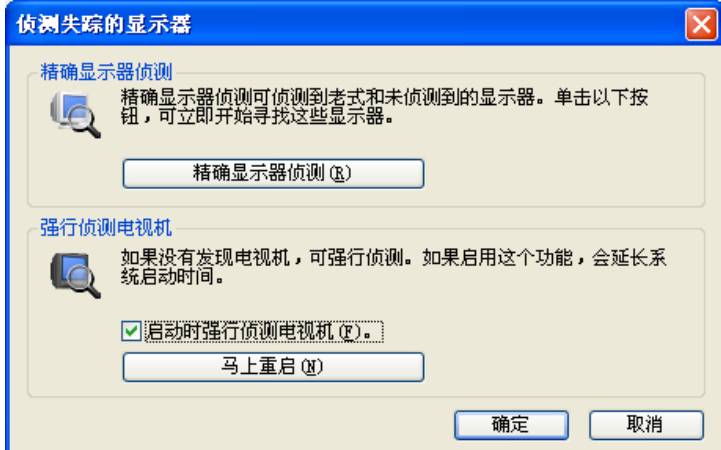 侦测失踪的显示器
精确显示器侦测
精确显示器侦测可侦测到老式和未侦测到的显示器。单击以下按
钮，可立即开始寻找这些显示器。
精确显示器侦测(R)
强行侦测电视机
如果没有发现电视机，可强行侦测。如果启用这个功能，会延长系
统启动时间。
启动时强行侦测电视机(F)。
马上重启(N)
确定
取消